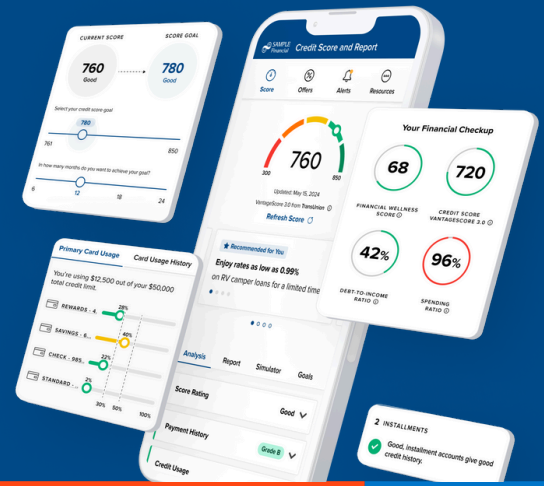 CURRENT SCORE
SCORE GOAL
760
Good
780
Good
Select your credit score goal
780
761
850
In how many months do you want to achieve your goal?
6
12
18
24
SAMPLE
Financial
Credit Score and Report
Score
Offers
Alerts
Resources
760
300
850
Updated: May 15, 2024
VantageScore 3.0 from TransUnion
Refresh Score
Recommended for You
Enjoy rates as low as 0.99%
on RV camper loans for a limited time
Analysis
Report
Simulator
Goals
Score Rating
Good
Payment History
Grade B
Credit Usage
Your Financial Checkup
68
FINANCIAL WELLNESS
SCORE
720
CREDIT SCORE
VANTAGESCORE 3.0
42%
DEBT-TO-INCOME
RATIO
96%
SPENDING
RATIO
Primary Card Usage
Card Usage History
You're using $12,500 out of your $50,000
total credit limit.
REWARDS - 4...
28%
SAVINGS - 6...
40%
CHECK - 985...
22%
STANDARD - ...
2%
30%
50%
100%
2 INSTALLMENTS
Good, installment accounts give good
credit history.